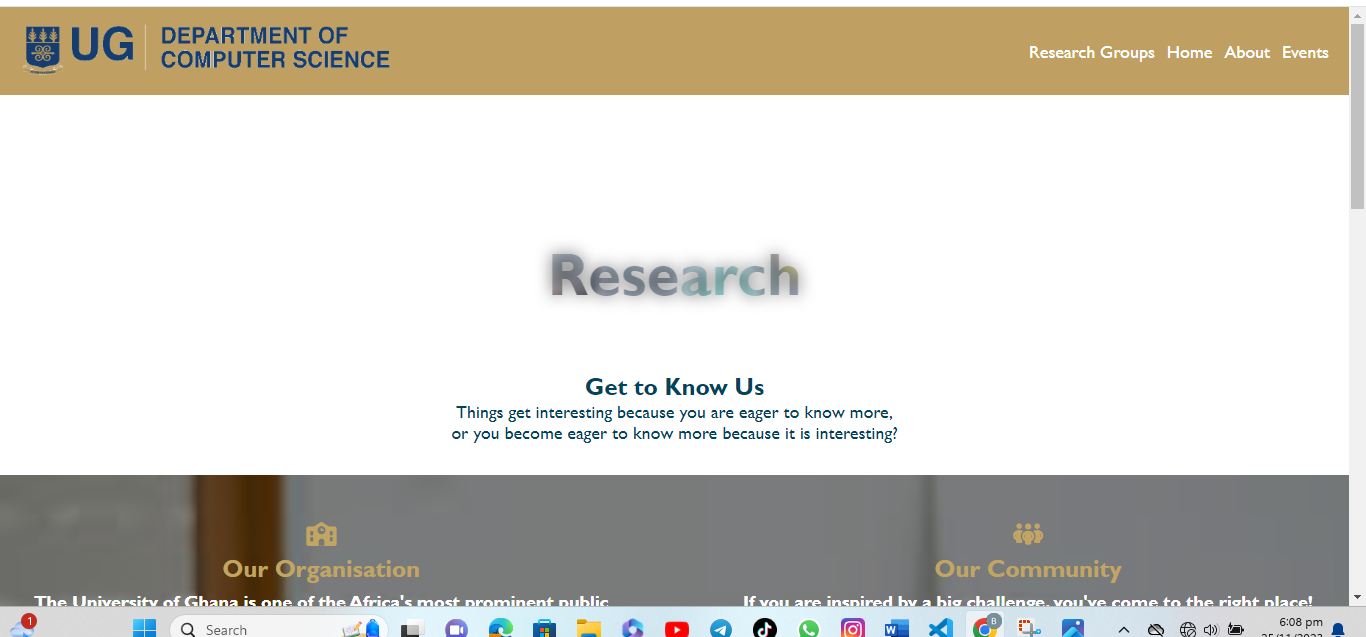 UG
DEPARTMENT OF
COMPUTER SCIENCE
Research Groups Home About Events
Research
Get to Know Us
Things get interesting because you are eager to know more,
or you become eager to know more because it is interesting?
Our Organisation
The University of Ghana is one of the Africa's most prominent public
Our Community
If you are inspired by a big challenge, you've come to the right place!
1
Search
8
6:08 pm
25/11/2023